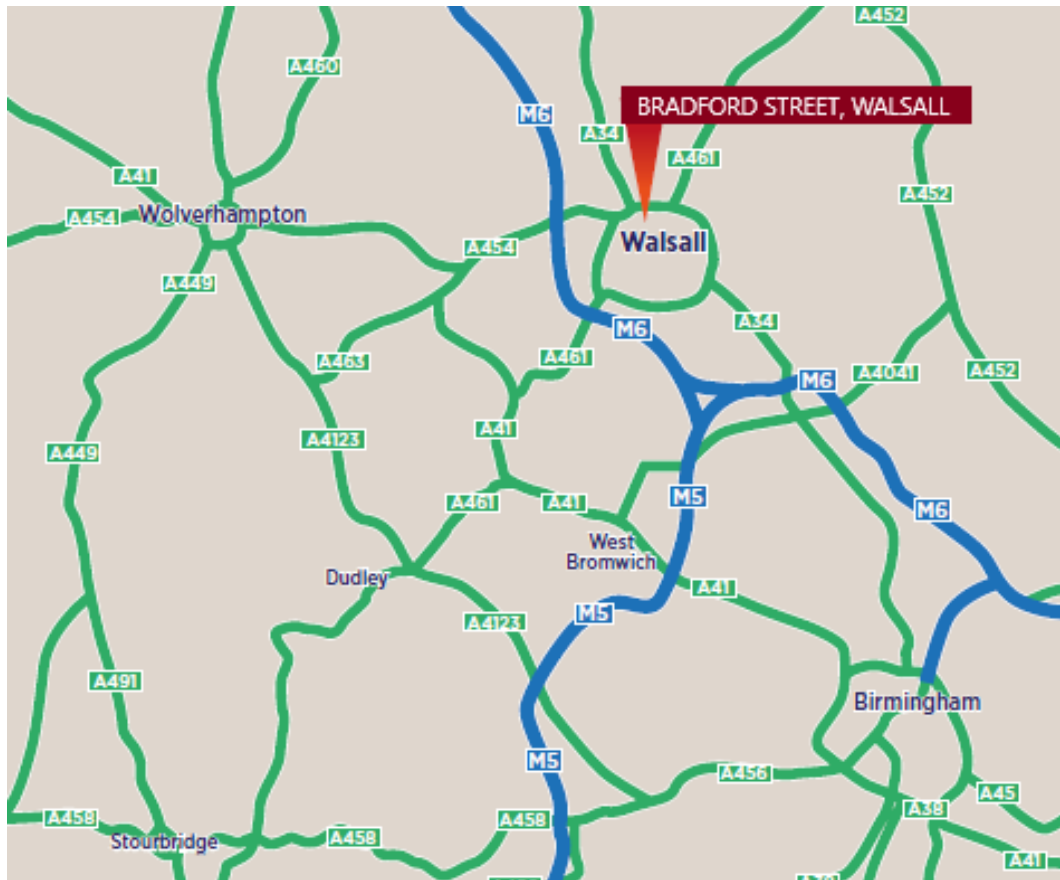 A452
A460
M6
BRADFORD STREET, WALSALL
A34
A461
A41
A452
A454
Wolverhampton
Walsall
A454
A449
A34
M6
A461
A463
A4041
A452
M6
A41
A4123
A449
M5
A461
A41
M6
West
Bromwich
Dudley
A41
M5
A4123
A491
Birmingham
M5
A456
A45
A38
A458
A458
A458
Stourbridge
A41